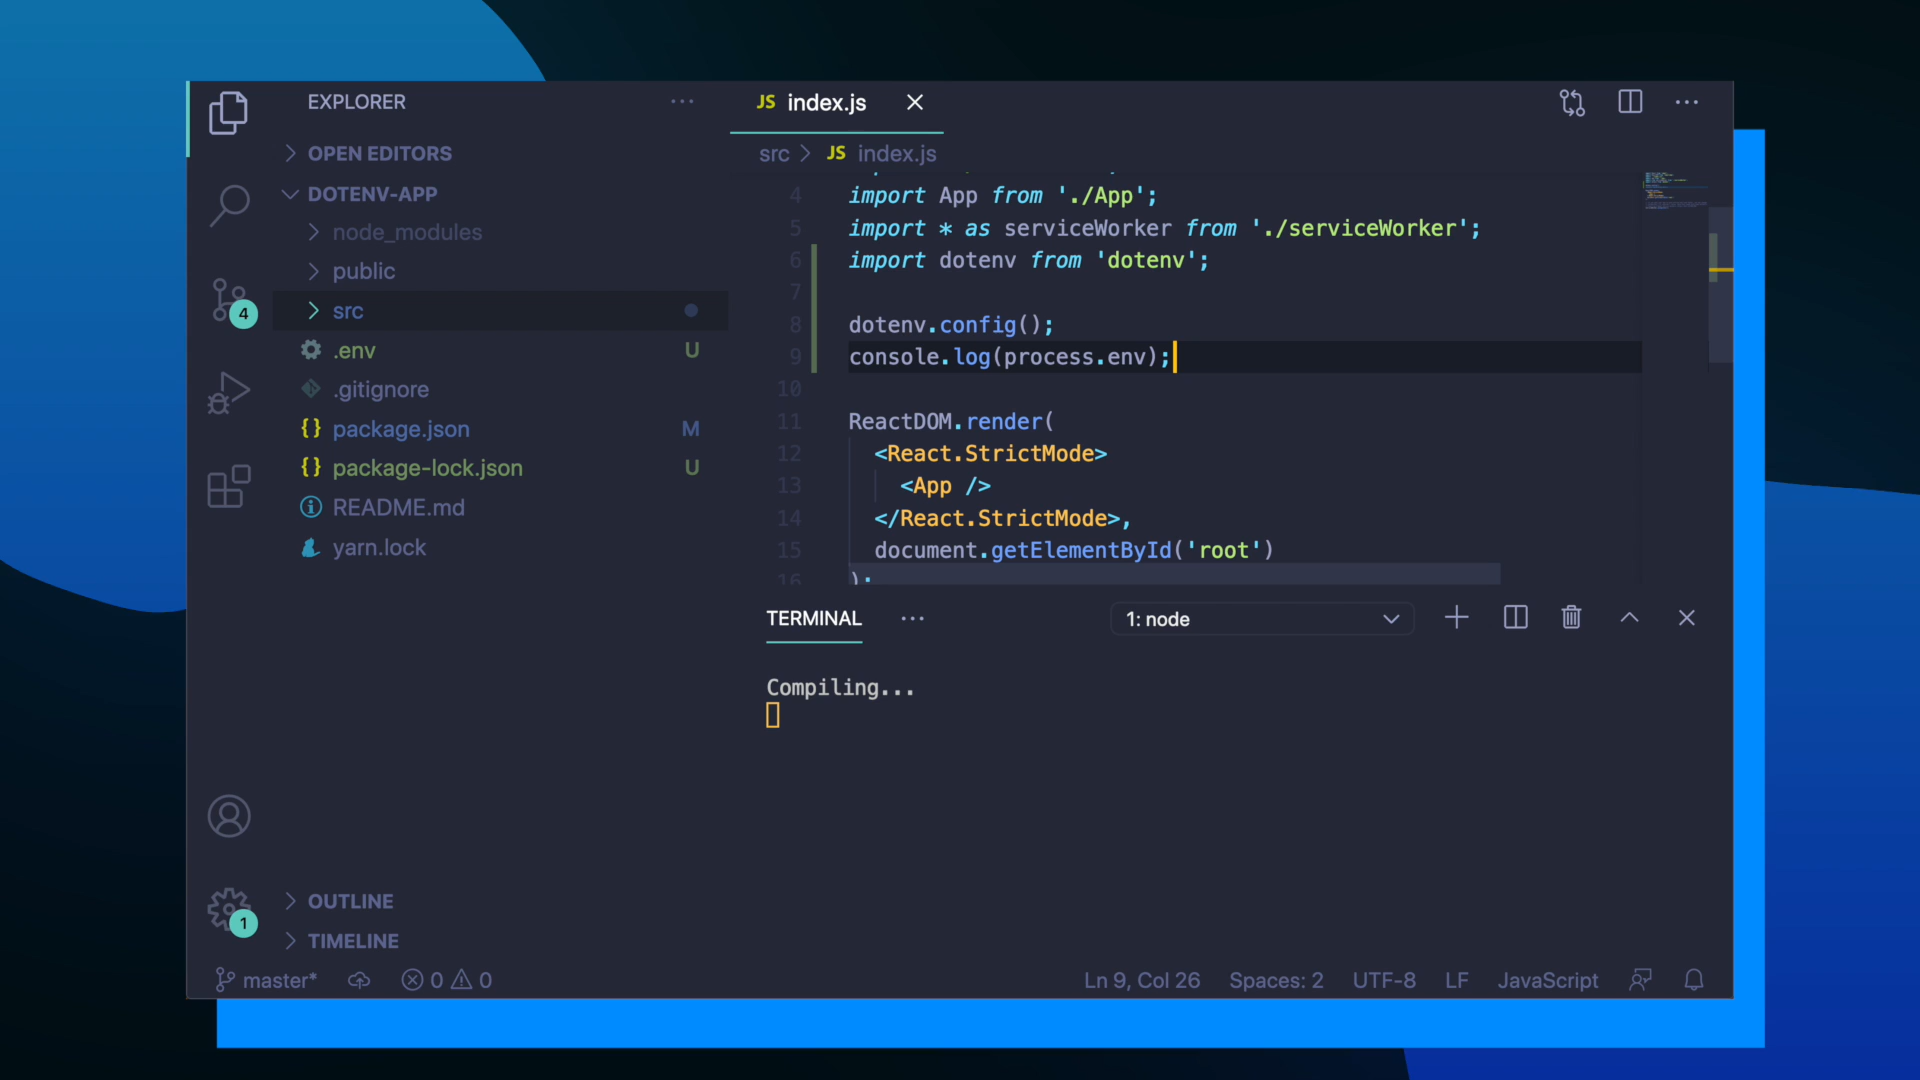 EXPLORER
OPEN EDITORS
DOTENV-APP
node_modules
public
src
.env U
.gitignore
package.json M
package-lock.json U
README.md
yarn.lock
OUTLINE
TIMELINE
4
1
JS index.js
src > JS index.js
4 import App from './App';
5 import * as serviceWorker from './serviceWorker';
6 import dotenv from 'dotenv';
7
8 dotenv.config();
9 console.log(process.env);
10
11 ReactDOM.render(
12 <React.StrictMode>
13 <App />
14 </React.StrictMode>,
15 document.getElementById('root')
16 );
TERMINAL 1: node
Compiling...
master* 0 0 Ln 9, Col 26 Spaces: 2 UTF-8 LF JavaScript